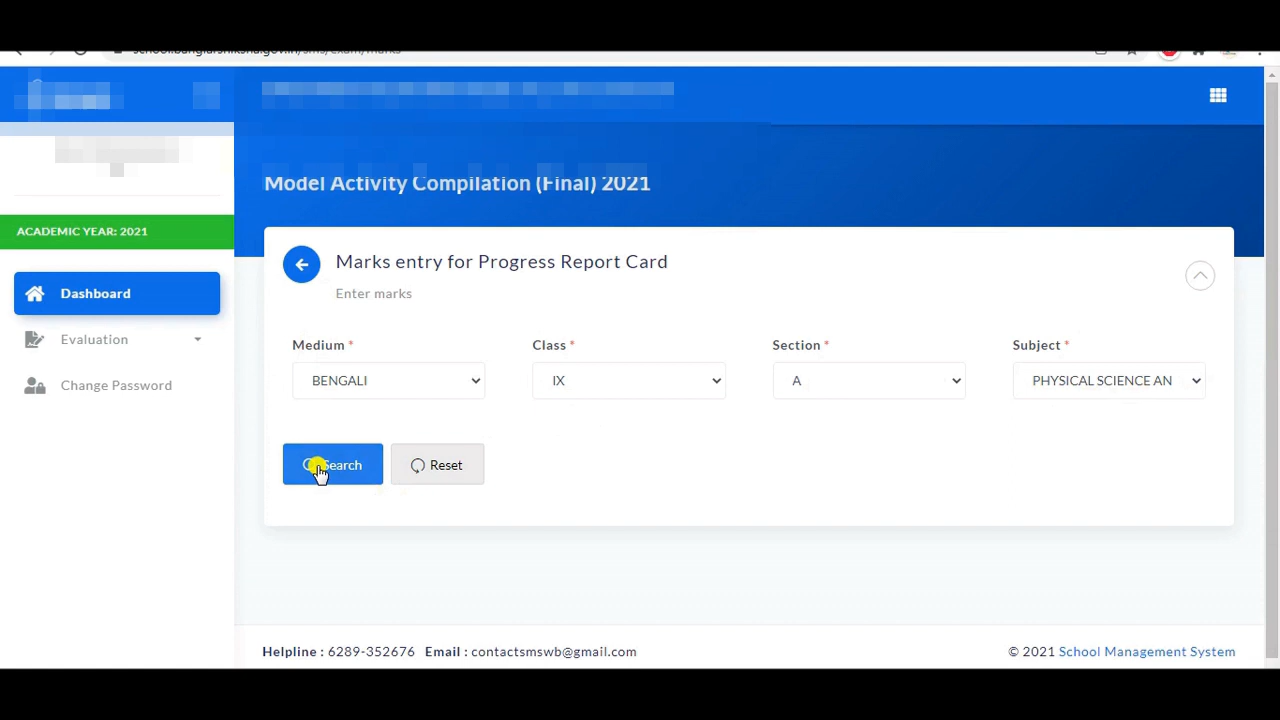 Model Activity Compilation (Final) 2021
ACADEMIC YEAR: 2021
Dashboard
Evaluation
Change Password
Marks entry for Progress Report Card
Enter marks
Medium * Class * Section * Subject *
BENGALI IX A PHYSICAL SCIENCE AN
Search Reset
Helpline : 6289-352676 Email : contactsmswb@gmail.com © 2021 School Management System